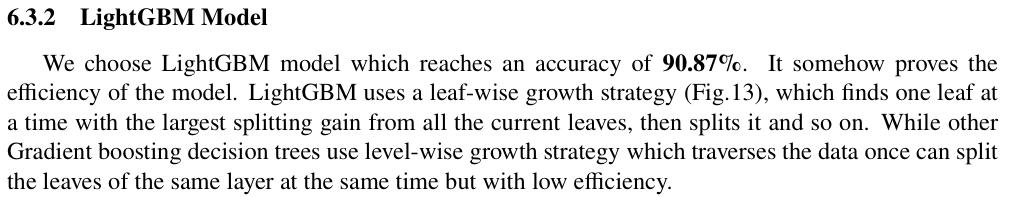 6.3.2 LightGBM Model
We choose LightGBM model which reaches an accuracy of 90.87%. It somehow proves the
efficiency of the model. LightGBM uses a leaf-wise growth strategy (Fig.13), which finds one leaf at
a time with the largest splitting gain from all the current leaves, then splits it and so on. While other
Gradient boosting decision trees use level-wise growth strategy which traverses the data once can split
the leaves of the same layer at the same time but with low efficiency.